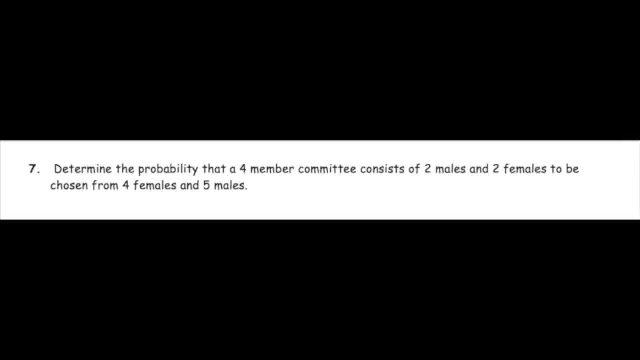 7. Determine the probability that a 4 member committee consists of 2 males and 2 females to be
chosen from 4 females and 5 males.